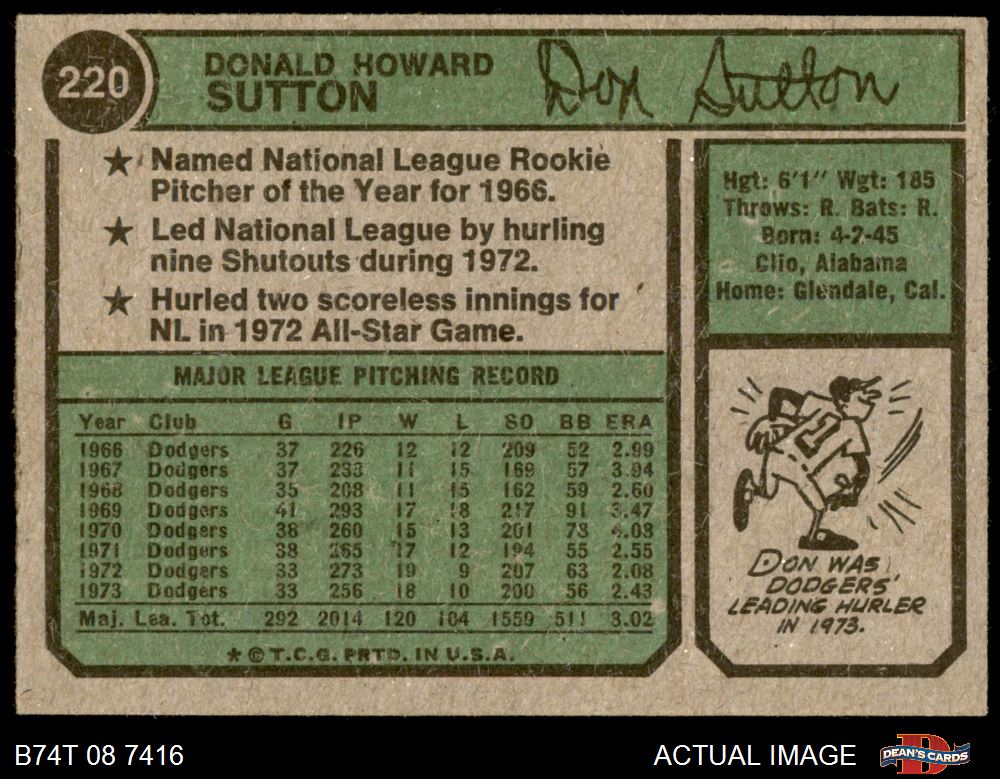 220
DONALD HOWARD
SUTTON
Don Sutton
★ Named National League Rookie
Pitcher of the Year for 1966.
★ Led National League by hurling
nine Shutouts during 1972.
★ Hurled two scoreless innings for
NL in 1972 All-Star Game.
Hgt: 6'1" Wgt: 185
Throws: R. Bats: R.
Born: 4-2-45
Clio, Alabama
Home: Glendale, Cal.
MAJOR LEAGUE PITCHING RECORD
Year Club G IP W L SO BB ERA
1966 Dodgers 37 226 12 12 209 52 2.99
1967 Dodgers 37 233 11 15 169 57 3.94
1968 Dodgers 35 208 11 15 162 59 2.60
1969 Dodgers 41 293 17 18 217 91 3.47
1970 Dodgers 38 260 15 13 201 78 4.08
1971 Dodgers 38 265 17 12 194 55 2.55
1972 Dodgers 33 273 19 9 207 63 2.08
1973 Dodgers 33 256 18 10 200 56 2.43
Maj. Lea. Tot. 292 2014 120 104 1559 511 3.02
* © T.C.G. PRTD. IN U.S.A.
DON WAS
DODGERS'
LEADING HURLER
IN 1973.
B74T 08 7416
ACTUAL IMAGE
DEAN'S CARDS